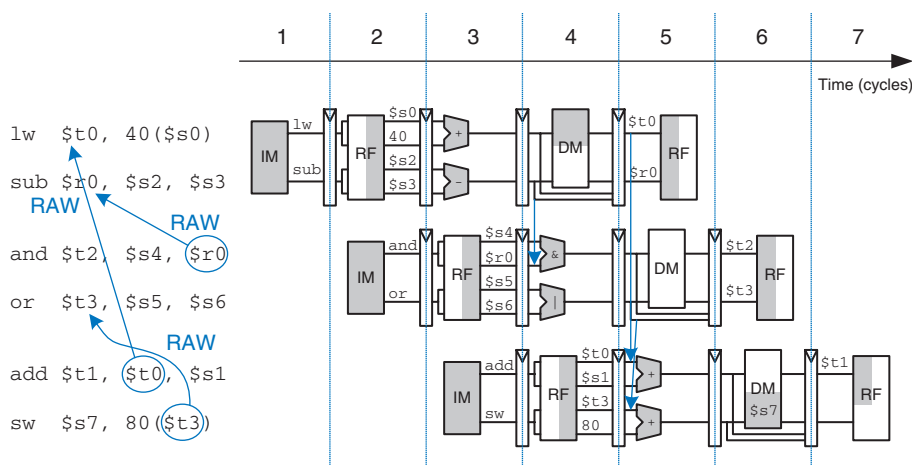 1 2 3 4 5 6 7
Time (cycles)
lw $t0, 40($s0)
sub $r0, $s2, $s3
RAW
RAW
and $t2, $s4, $r0
or $t3, $s5, $s6
RAW
add $t1, $t0, $s1
sw $s7, 80($t3)
IM
lw
sub
RF
$s0
40
$s2
$s3
+
-
DM
$t0
$r0
RF
IM
and
or
RF
$s4
$r0
$s5
$s6
&
|
DM
$t2
$t3
RF
IM
add
sw
RF
$t0
$s1
$t3
80
+
+
DM
$s7
$t1
RF